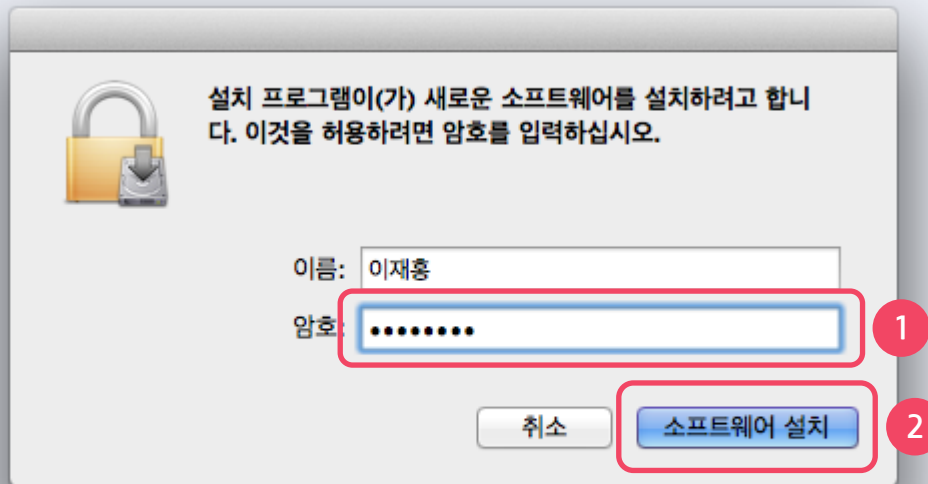 설치 프로그램이(가) 새로운 소프트웨어를 설치하려고 합니
다. 이것을 허용하려면 암호를 입력하십시오.
이름: 이재홍
암호: ••••••••
1
취소
소프트웨어 설치
2